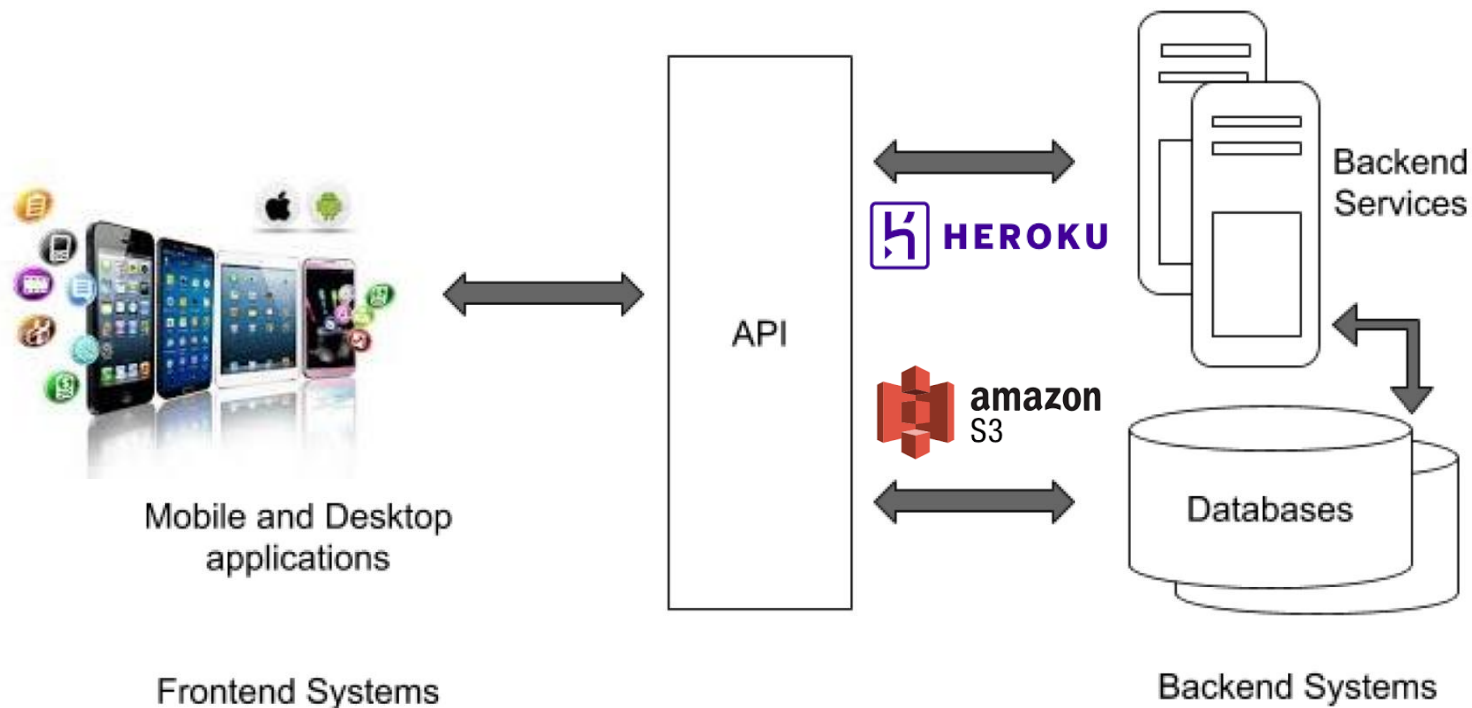 Backend
Services
HEROKU
API
amazon
S3
Databases
Mobile and Desktop
applications
Frontend Systems
Backend Systems